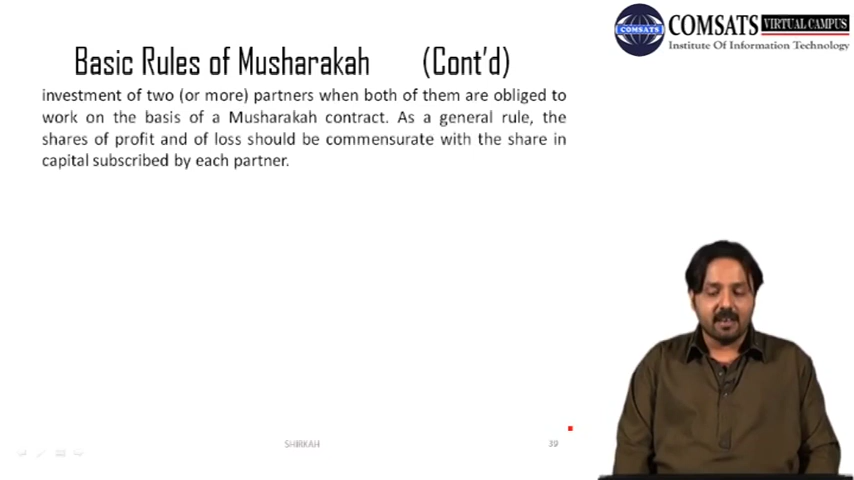 COMSATS VIRTUAL CAMPUS
COMSATS Institute Of Information Technology
Basic Rules of Musharakah (Cont'd)
investment of two (or more) partners when both of them are obliged to
work on the basis of a Musharakah contract. As a general rule, the
shares of profit and of loss should be commensurate with the share in
capital subscribed by each partner.
SHIRKAH
39